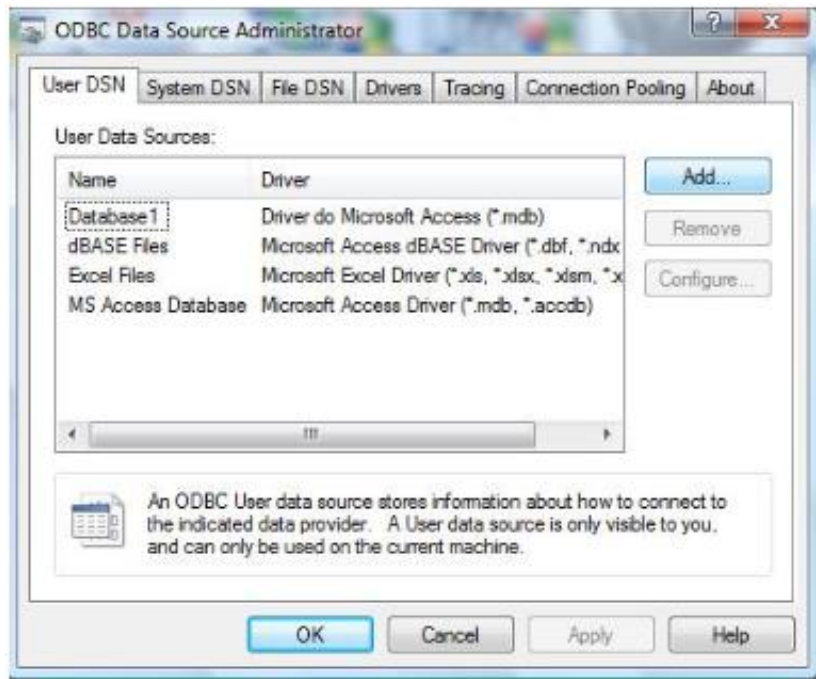 ODBC Data Source Administrator
User DSN System DSN File DSN Drivers Tracing Connection Pooling About
User Data Sources:
Name Driver
Database1 Driver do Microsoft Access (*.mdb)
dBASE Files Microsoft Access dBASE Driver (*.dbf, *.ndx
Excel Files Microsoft Excel Driver (*.xls, *.xlsx, *.xlsm, *.x
MS Access Database Microsoft Access Driver (*.mdb, *.accdb)
Add...
Remove
Configure...
An ODBC User data source stores information about how to connect to
the indicated data provider. A User data source is only visible to you,
and can only be used on the current machine.
OK Cancel Apply Help